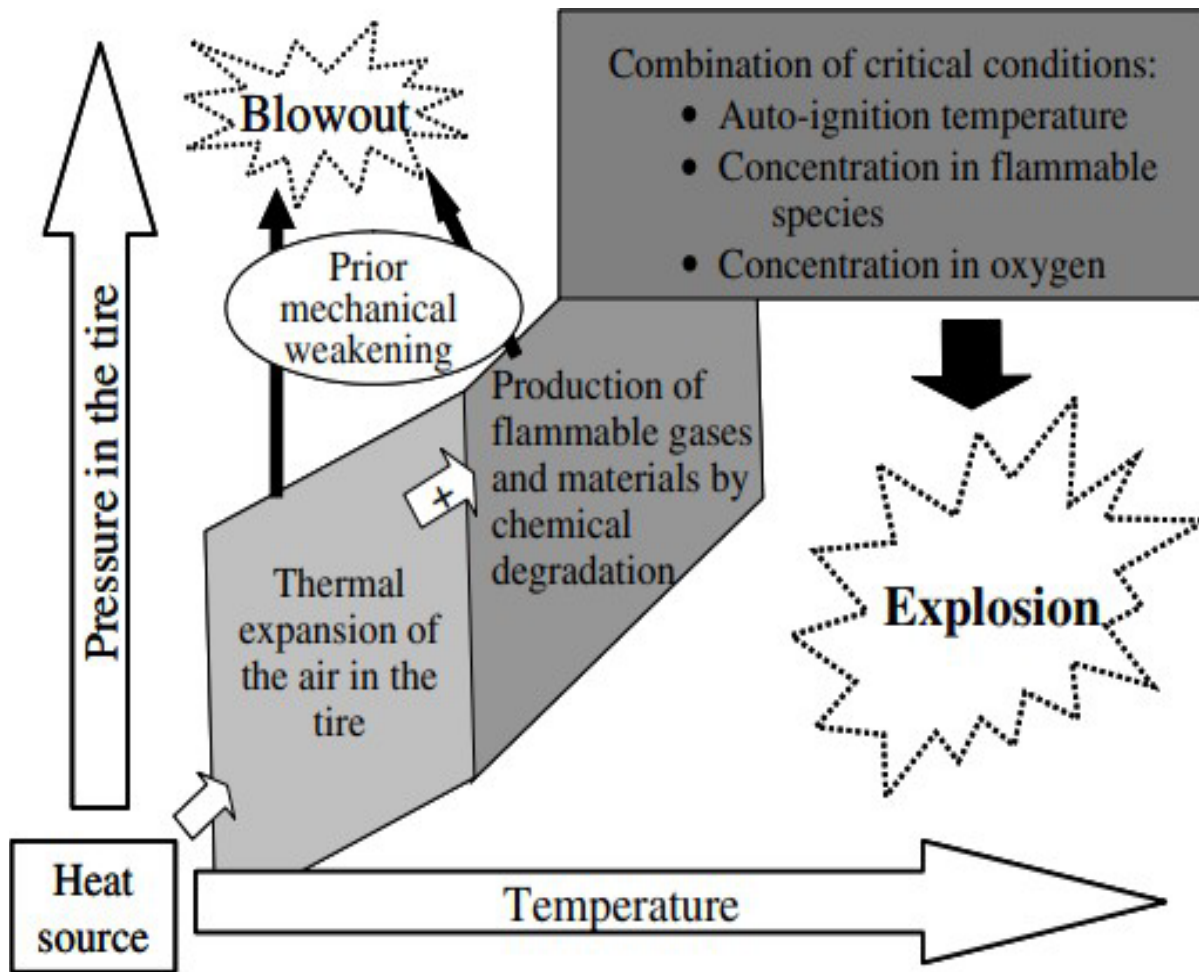 Blowout
Combination of critical conditions:
• Auto-ignition temperature
• Concentration in flammable
species
• Concentration in oxygen
Prior
mechanical
weakening
Pressure in the tire
Production of
flammable gases
and materials by
chemical
degradation
+
Thermal
expansion of
the air in the
tire
Explosion
Heat
source
Temperature